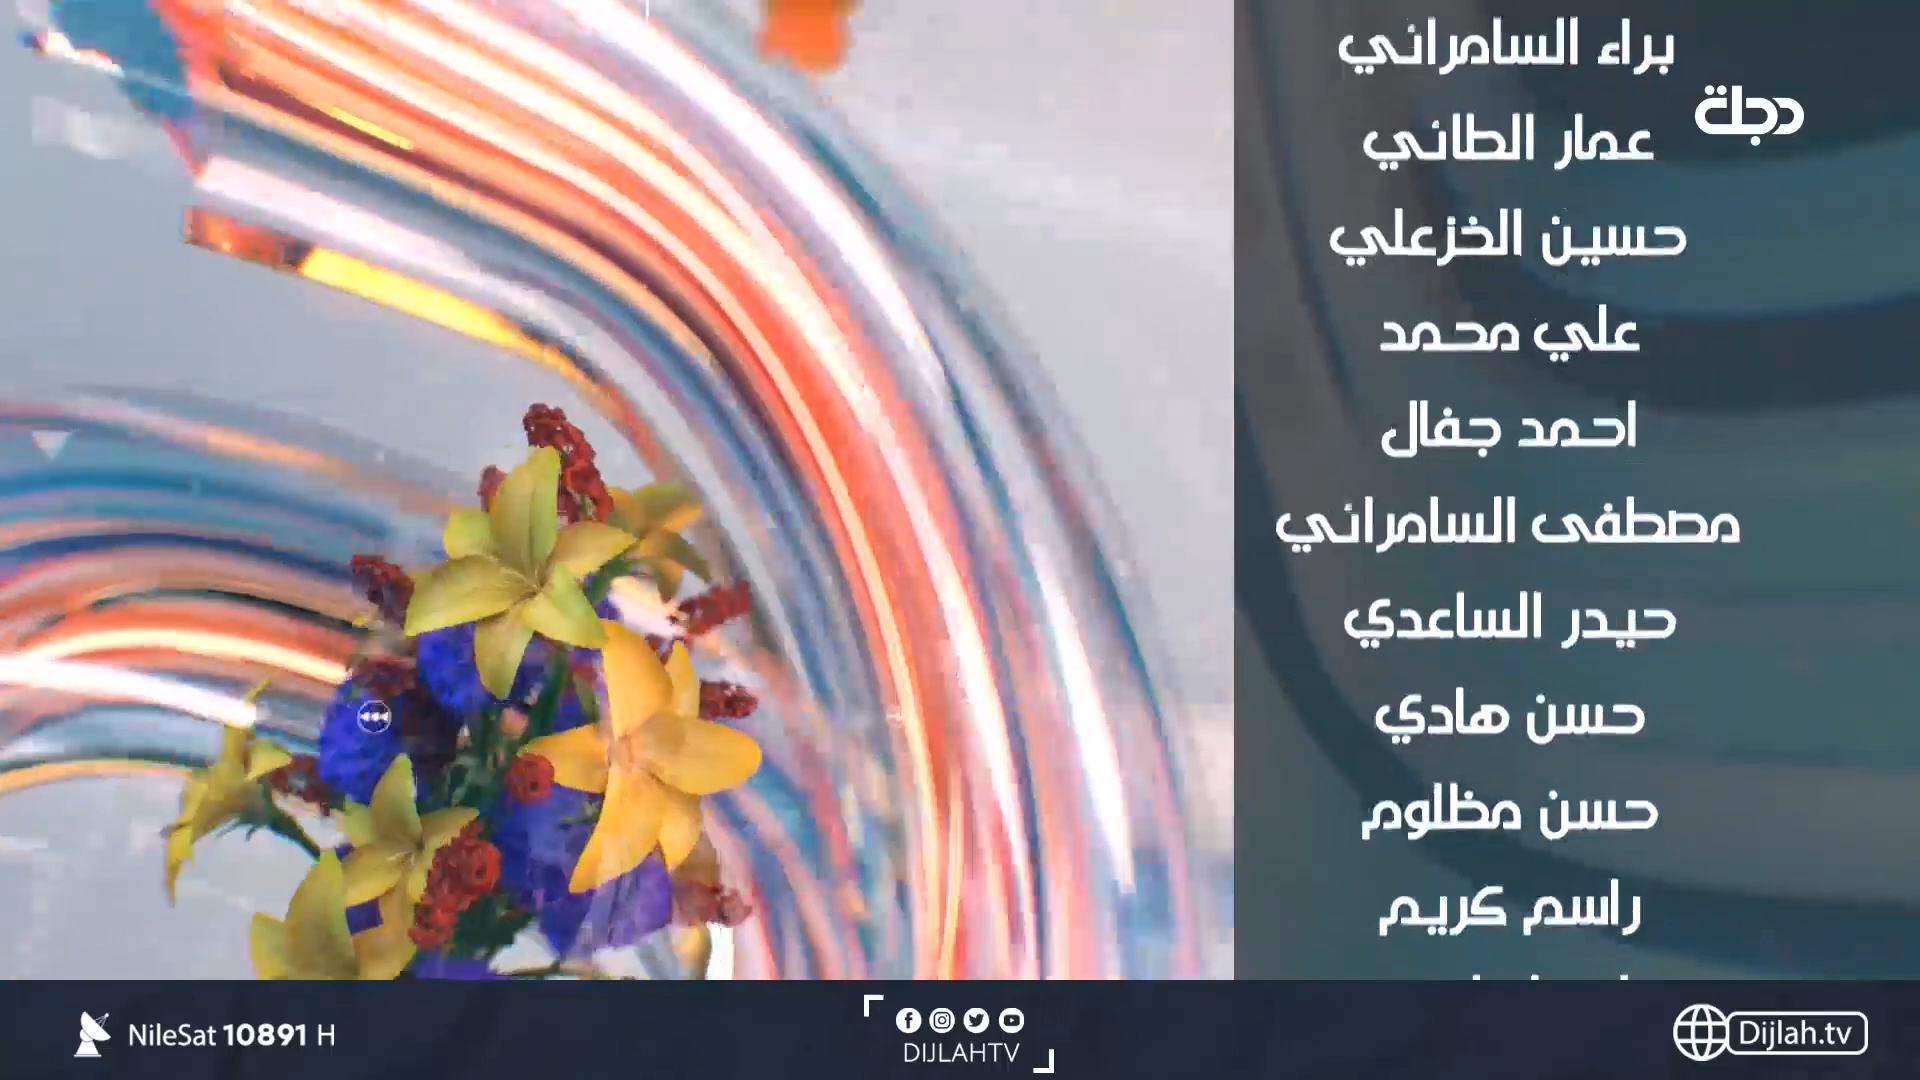 براء السامرائي
دجلة
عمار الطائي
حسين الخزعلي
علي محمد
احمد جفال
مصطفى السامرائي
حيدر الساعدي
حسن هادي
حسن مظلوم
راسم كريم
NileSat 10891 H
DIJLAHTV
Dijlah.tv